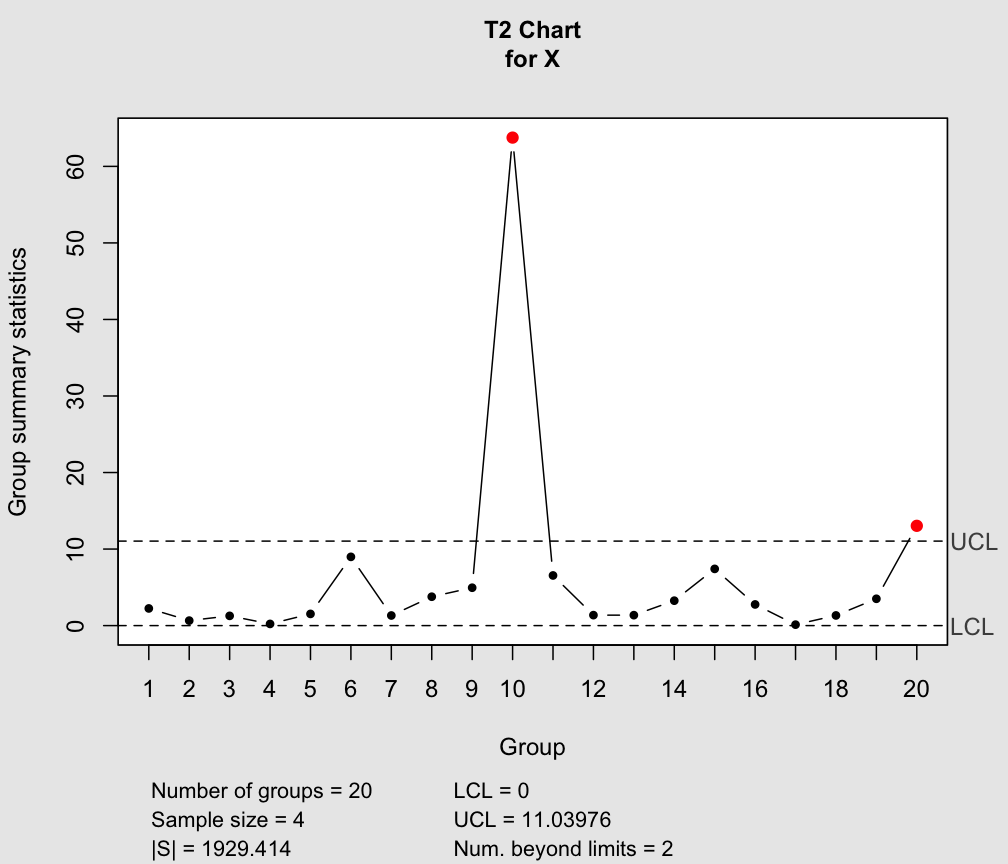 T2 Chart
for X
Group summary statistics
60
50
40
30
20
10
0
UCL
LCL
1 2 3 4 5 6 7 8 9 10 12 14 16 18 20
Group
Number of groups = 20
Sample size = 4
|S| = 1929.414
LCL = 0
UCL = 11.03976
Num. beyond limits = 2